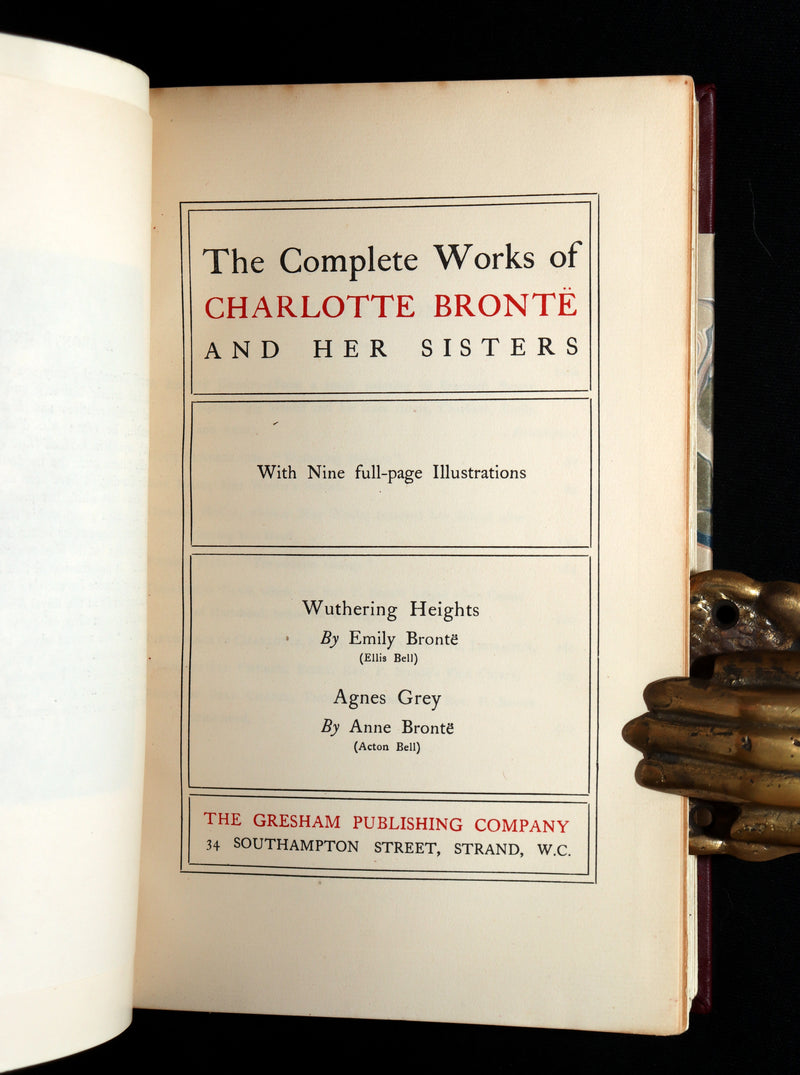 The Complete Works of
CHARLOTTE BRONTË
AND HER SISTERS
With Nine full-page Illustrations
Wuthering Heights
By Emily Brontë
(Ellis Bell)
Agnes Grey
By Anne Brontë
(Acton Bell)
THE GRESHAM PUBLISHING COMPANY
34 SOUTHAMPTON STREET, STRAND, W.C.